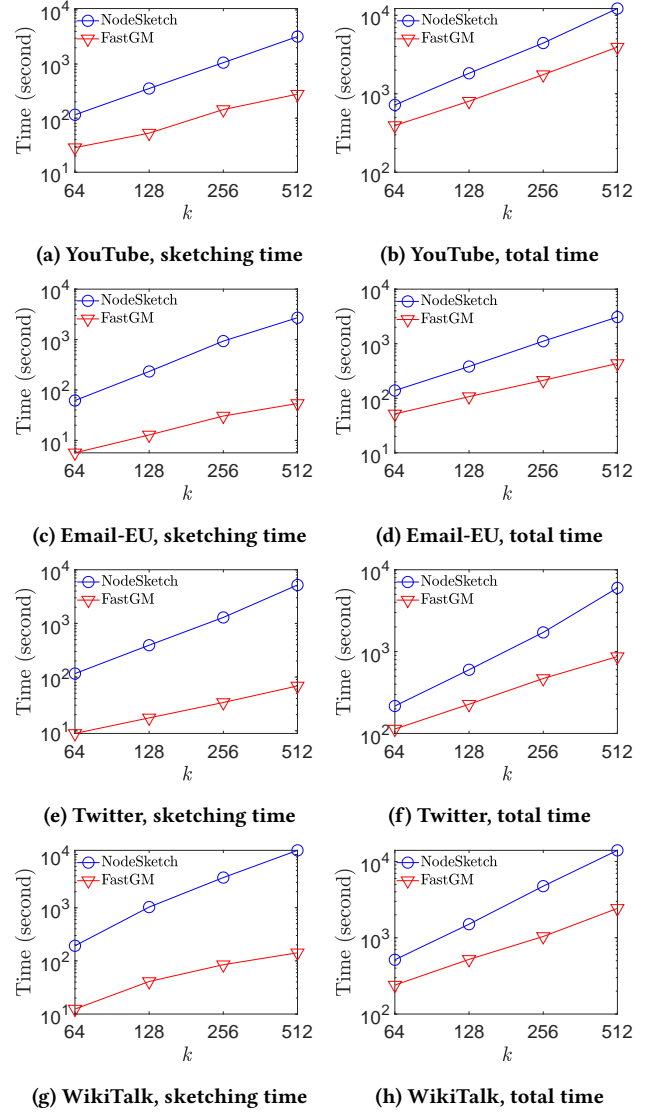 10^4
NodeSketch
FastGM
10^3
10^2
10^1
Time (second)
64 128 256 512
k
(a) YouTube, sketching time
10^4
NodeSketch
FastGM
10^3
10^2
Time (second)
64 128 256 512
k
(b) YouTube, total time
10^4
NodeSketch
FastGM
10^3
10^2
10^1
Time (second)
64 128 256 512
k
(c) Email-EU, sketching time
10^4
NodeSketch
FastGM
10^3
10^2
10^1
Time (second)
64 128 256 512
k
(d) Email-EU, total time
10^4
NodeSketch
FastGM
10^3
10^2
10^1
Time (second)
64 128 256 512
k
(e) Twitter, sketching time
10^4
NodeSketch
FastGM
10^3
10^2
Time (second)
64 128 256 512
k
(f) Twitter, total time
10^4
NodeSketch
FastGM
10^3
10^2
10^1
Time (second)
64 128 256 512
k
(g) WikiTalk, sketching time
10^4
NodeSketch
FastGM
10^3
10^2
Time (second)
64 128 256 512
k
(h) WikiTalk, total time